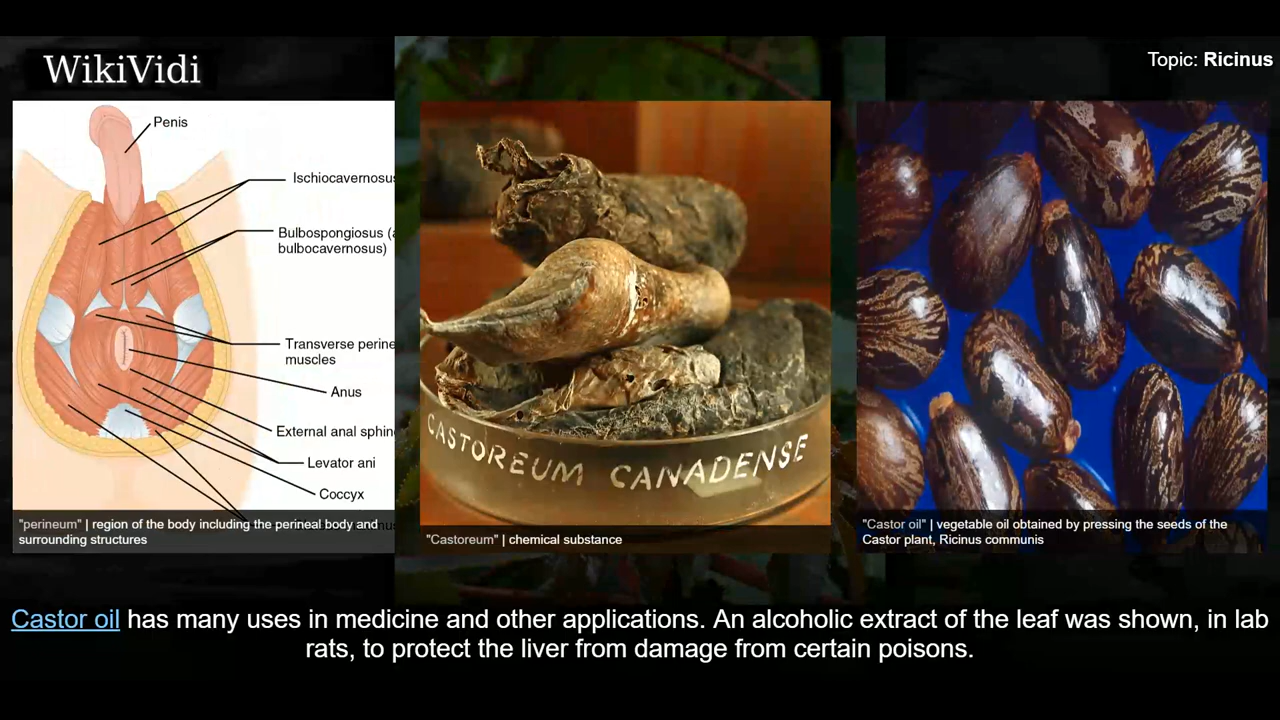 WikiVidi
Topic: Ricinus
Penis
Ischiocavernosus
Bulbospongiosus (a
bulbocavernosus)
Transverse perine
muscles
Anus
External anal sphin
Levator ani
Coccyx
"perineum" | region of the body including the perineal body and
surrounding structures
CASTOREUM CANADENSE
"Castoreum" | chemical substance
"Castor oil" | vegetable oil obtained by pressing the seeds of the
Castor plant, Ricinus communis
Castor oil has many uses in medicine and other applications. An alcoholic extract of the leaf was shown, in lab
rats, to protect the liver from damage from certain poisons.